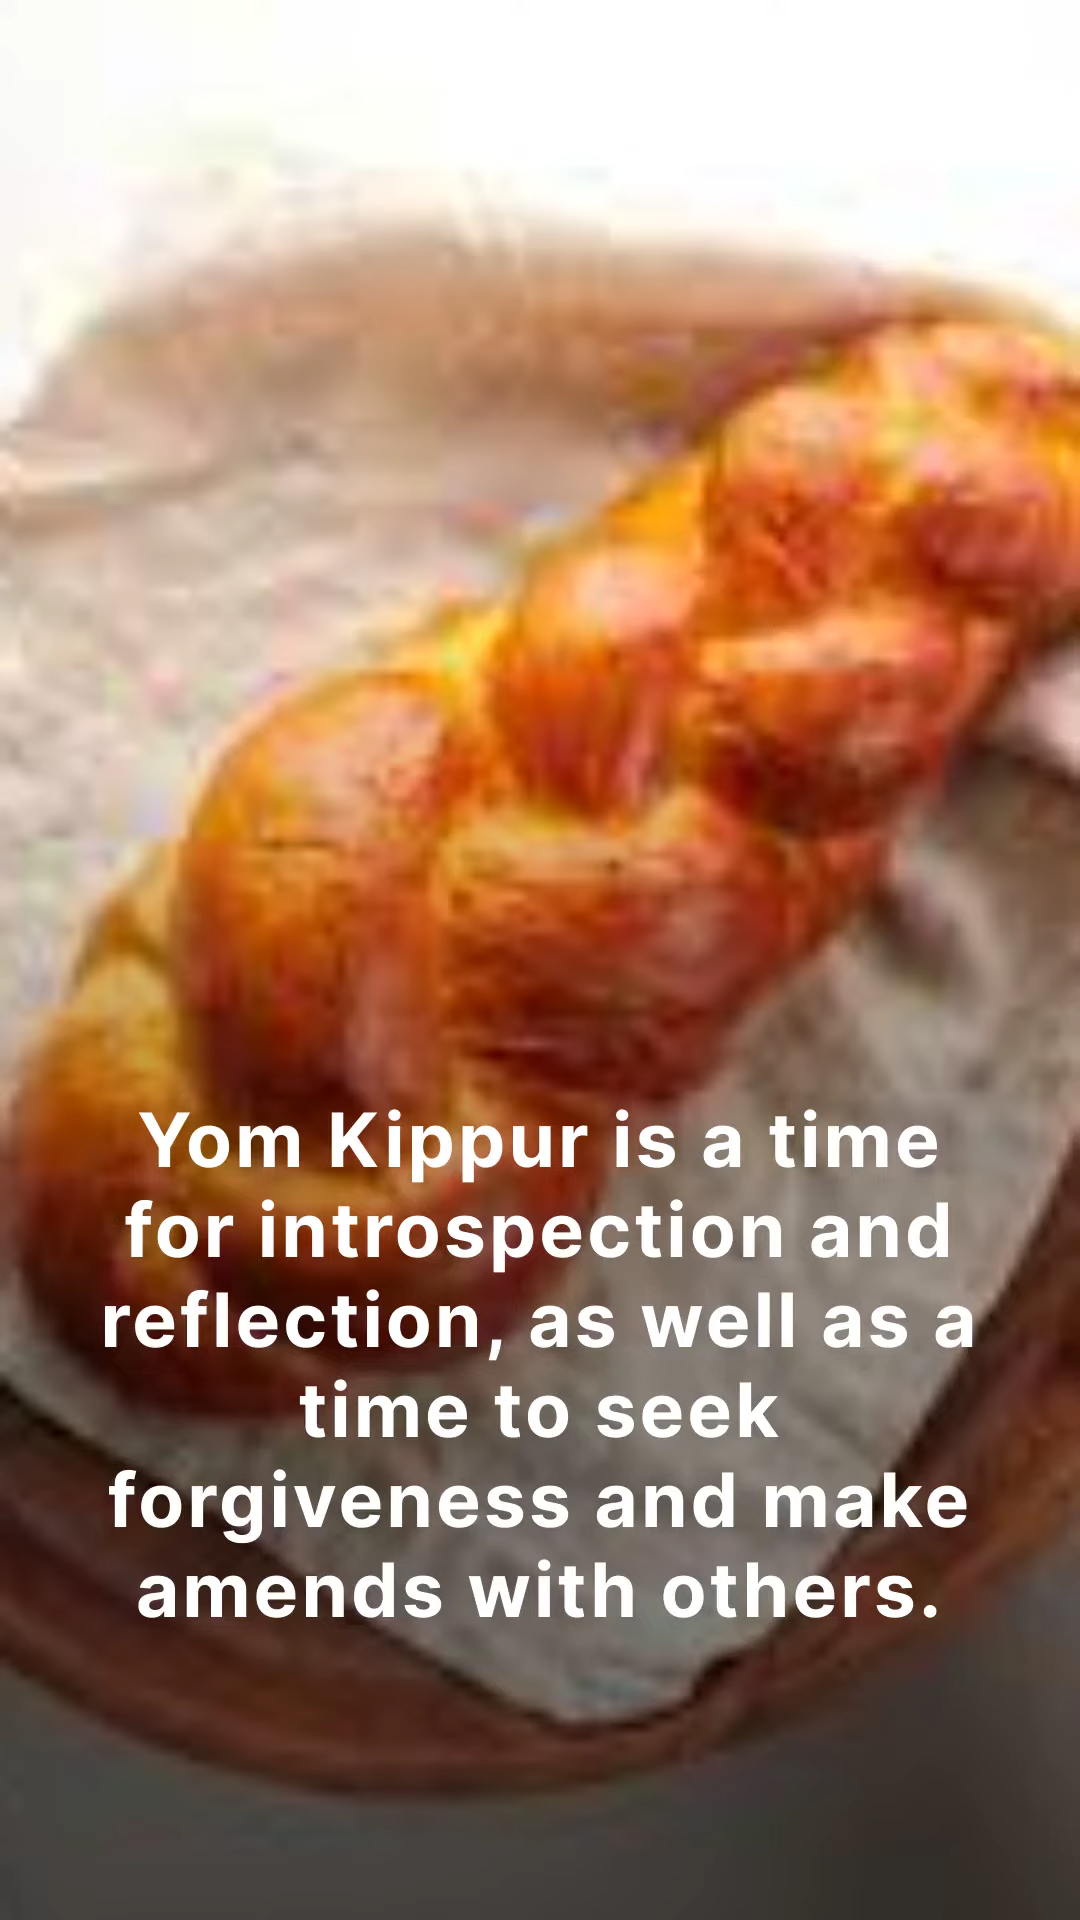 Yom Kippur is a time
for introspection and
reflection, as well as a
time to seek
forgiveness and make
amends with others.